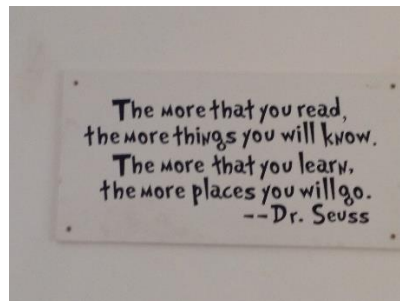 The more that you read,
the more things you will know.
The more that you learn,
the more places you will go.
--Dr. Seuss